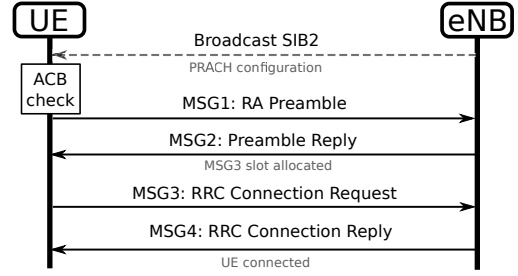 UE
eNB
Broadcast SIB2
PRACH configuration
ACB
check
MSG1: RA Preamble
MSG2: Preamble Reply
MSG3 slot allocated
MSG3: RRC Connection Request
MSG4: RRC Connection Reply
UE connected